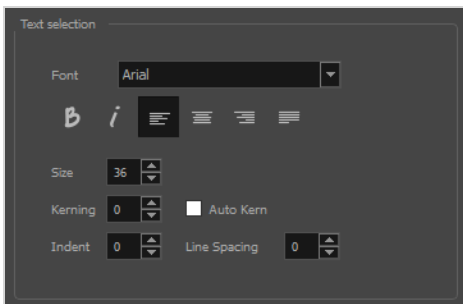 Text selection
Font Arial
B i
Size 36
Kerning 0 Auto Kern
Indent 0 Line Spacing 0